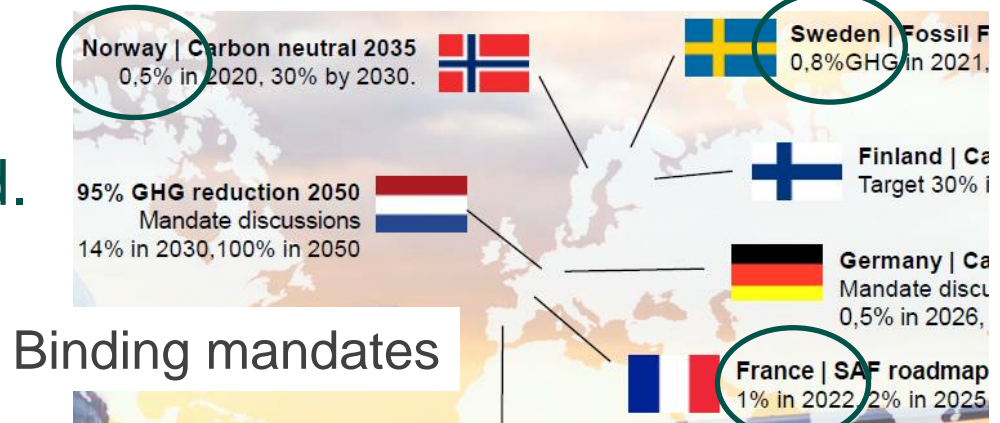 Norway | Carbon neutral 2035
0,5% in 2020, 30% by 2030.
Sweden | Fossil F
0,8%GHG in 2021,
Finland | Ca
Target 30% i
95% GHG reduction 2050
Mandate discussions
14% in 2030,100% in 2050
Germany | Ca
Mandate discu
0,5% in 2026,
Binding mandates
France | SAF roadmap
1% in 2022, 2% in 2025